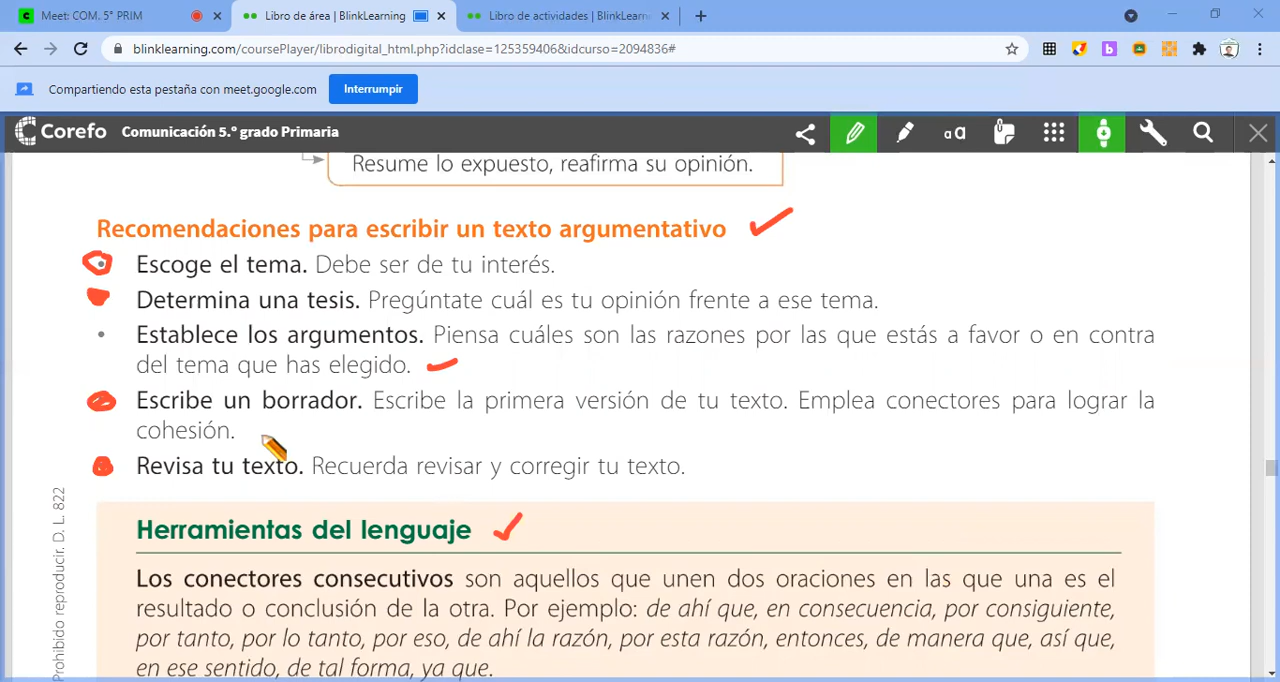 Meet: COM. 5° PRIM
Libro de área | BlinkLearning
Libro de actividades | BlinkLearn
blinklearning.com/coursePlayer/librodigital_html.php?idclase=125359406&idcurso=2094836#
Compartiendo esta pestaña con meet.google.com
Interrumpir
Corefo
Comunicación 5.º grado Primaria
aA
Resume lo expuesto, reafirma su opinión.
Recomendaciones para escribir un texto argumentativo
Escoge el tema. Debe ser de tu interés.
Determina una tesis. Pregúntate cuál es tu opinión frente a ese tema.
• Establece los argumentos. Piensa cuáles son las razones por las que estás a favor o en contra
del tema que has elegido.
Escribe un borrador. Escribe la primera versión de tu texto. Emplea conectores para lograr la
cohesión.
Revisa tu texto. Recuerda revisar y corregir tu texto.
Prohibido reproducir. D. L. 822
Herramientas del lenguaje
Los conectores consecutivos son aquellos que unen dos oraciones en las que una es el
resultado o conclusión de la otra. Por ejemplo: de ahí que, en consecuencia, por consiguiente,
por tanto, por lo tanto, por eso, de ahí la razón, por esta razón, entonces, de manera que, así que,
en ese sentido, de tal forma, ya que.